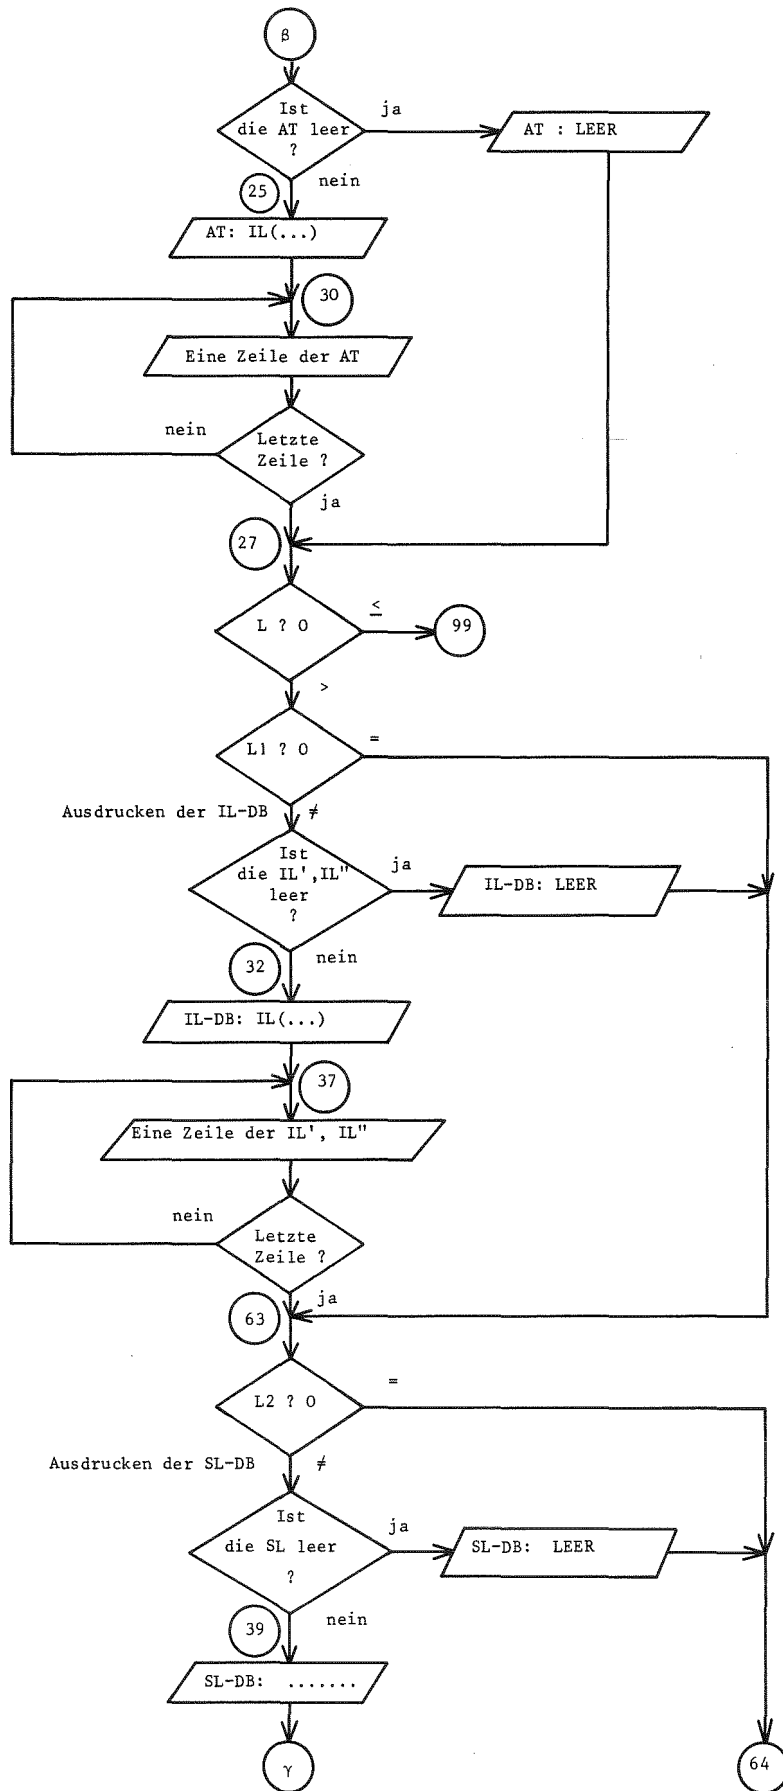 β
Ist
die AT leer
?
ja
AT : LEER
nein
25
AT: IL(...)
30
Eine Zeile der AT
nein
Letzte
Zeile ?
ja
27
L ? 0
≤
99
>
L1 ? 0
=
Ausdrucken der IL-DB
≠
Ist
die IL',IL"
leer
?
ja
IL-DB: LEER
nein
32
IL-DB: IL(...)
37
Eine Zeile der IL', IL"
nein
Letzte
Zeile ?
ja
63
L2 ? 0
=
Ausdrucken der SL-DB
≠
Ist
die SL leer
?
ja
SL-DB: LEER
nein
39
SL-DB: .......
γ
64